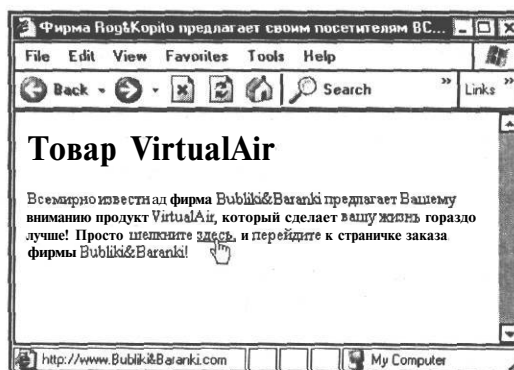 Фирма Rog&Kopito предлагает своим посетителям ВС...
File Edit View Favorites Tools Help
Back Search » Links »
Товар VirtualAir
Всемирно известнад фирма Bubliki&Baranki предлагает Вашему
вниманию продукт VirtualAir, который сделает вашу жизнь гораздо
лучше! Просто щелкните здесь, и перейдите к страничке заказа
фирмы Bubliki&Baranki!
http://www.Bubliki&Baranki.com My Computer